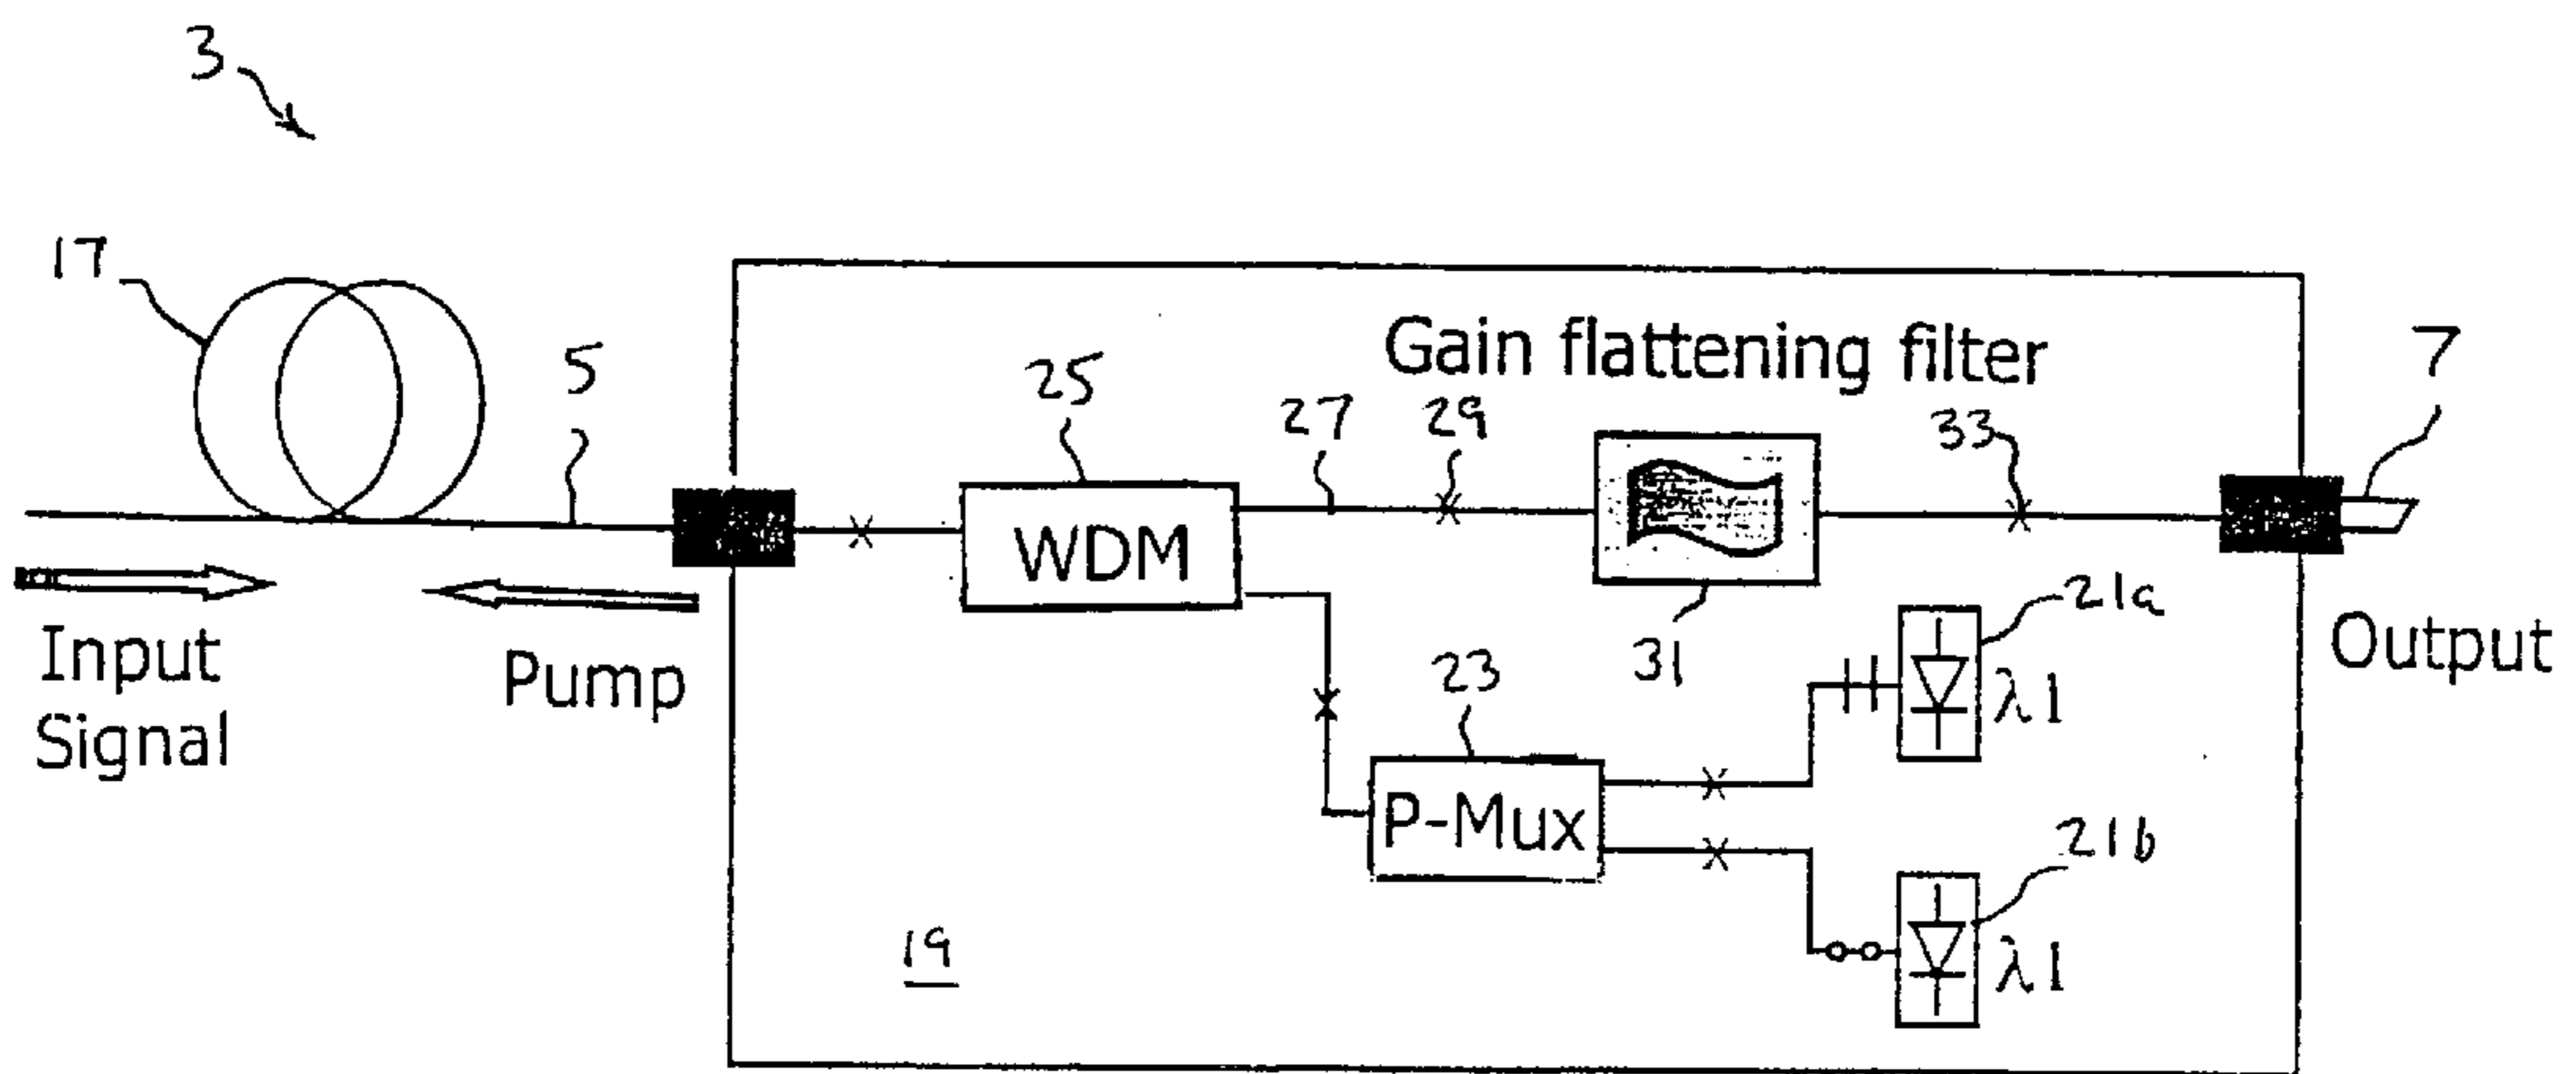 3
17
5
25
27
29
Gain flattening filter
33
7
WDM
31
21a
λ1
Output
Input
Signal
Pump
23
P-Mux
21b
λ1
19